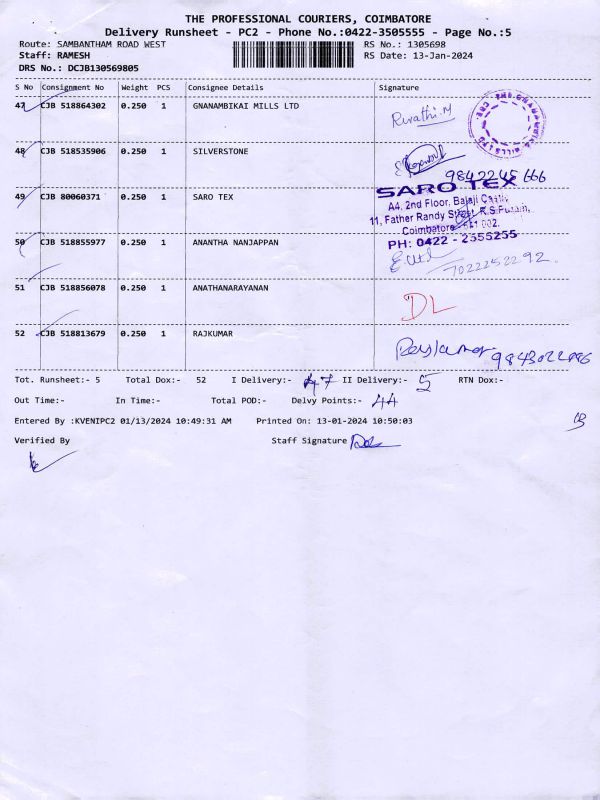 THE PROFESSIONAL COURIERS, COIMBATORE
Delivery Runsheet - PC2 - Phone No.:0422-3505555 - Page No.:5
Route: SAMBANTHAM ROAD WEST RS No.: 1305698
Staff: RAMESH RS Date: 13-Jan-2024
DRS No.: DCJB130569805
S No Consignment No Weight PCS Consignee Details Signature
47 CJB 518864302 0.250 1 GNANAMBIKAI MILLS LTD
48 CJB 518535906 0.250 1 SILVERSTONE
9842245666
49 CJB 80060371 0.250 1 SARO TEX
SARO TEX
A4, 2nd Floor, Balaji
11, Father Randy Street, R.S.Puram,
Coimbatore - 641 002.
PH: 0422 - 2555255
50 CJB 518855977 0.250 1 ANANTHA NANJAPPAN
7022252292.
51 CJB 518856078 0.250 1 ANATHANARAYANAN
DL
52 CJB 518813679 0.250 1 RAJKUMAR
Rajkumar
Tot. Runsheet:- 5 Total Dox:- 52 I Delivery:- 47 II Delivery:- 5 RTN Dox:-
Out Time:- In Time:- Total POD:- Delvy Points:- 44
Entered By :KVENIPC2 01/13/2024 10:49:31 AM Printed On: 13-01-2024 10:50:03
Verified By Staff Signature